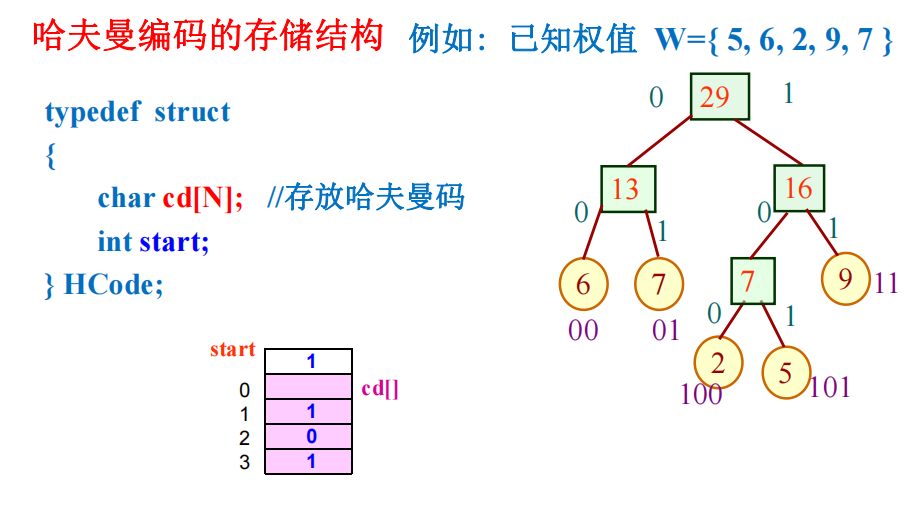 哈夫曼编码的存储结构 例如：已知权值 W={ 5, 6, 2, 9, 7 }
typedef struct
{
char cd[N]; //存放哈夫曼码
int start;
} HCode;
0 29 1
13 16
0 1 0 1
6 7 7 9 11
00 01 0 1
2 5
100 101
start 1
0 cd[]
1 1
2 0
3 1